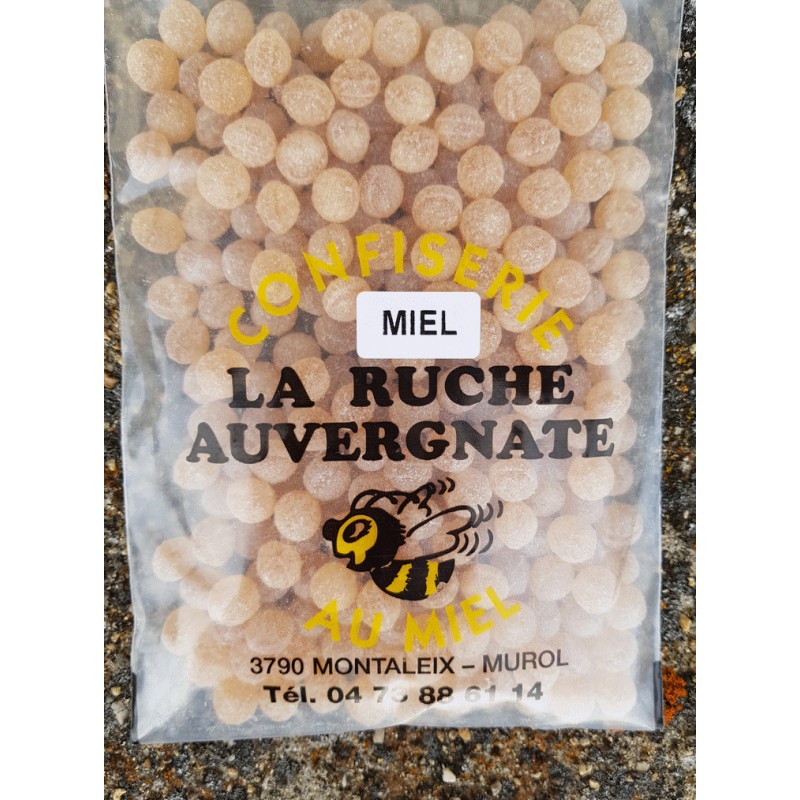 CONFISERIE
MIEL
LA RUCHE
AUVERGNATE
AU MIEL
3790 MONTALEIX – MUROL
Tél. 04 73 88 61 14